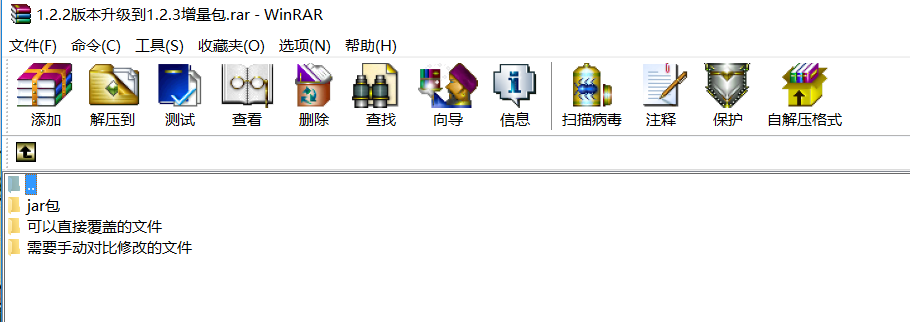 1.2.2版本升级到1.2.3增量包.rar - WinRAR
文件(F) 命令(C) 工具(S) 收藏夹(O) 选项(N) 帮助(H)
添加 解压到 测试 查看 删除 查找 向导 信息 扫描病毒 注释 保护 自解压格式
..
jar包
可以直接覆盖的文件
需要手动对比修改的文件